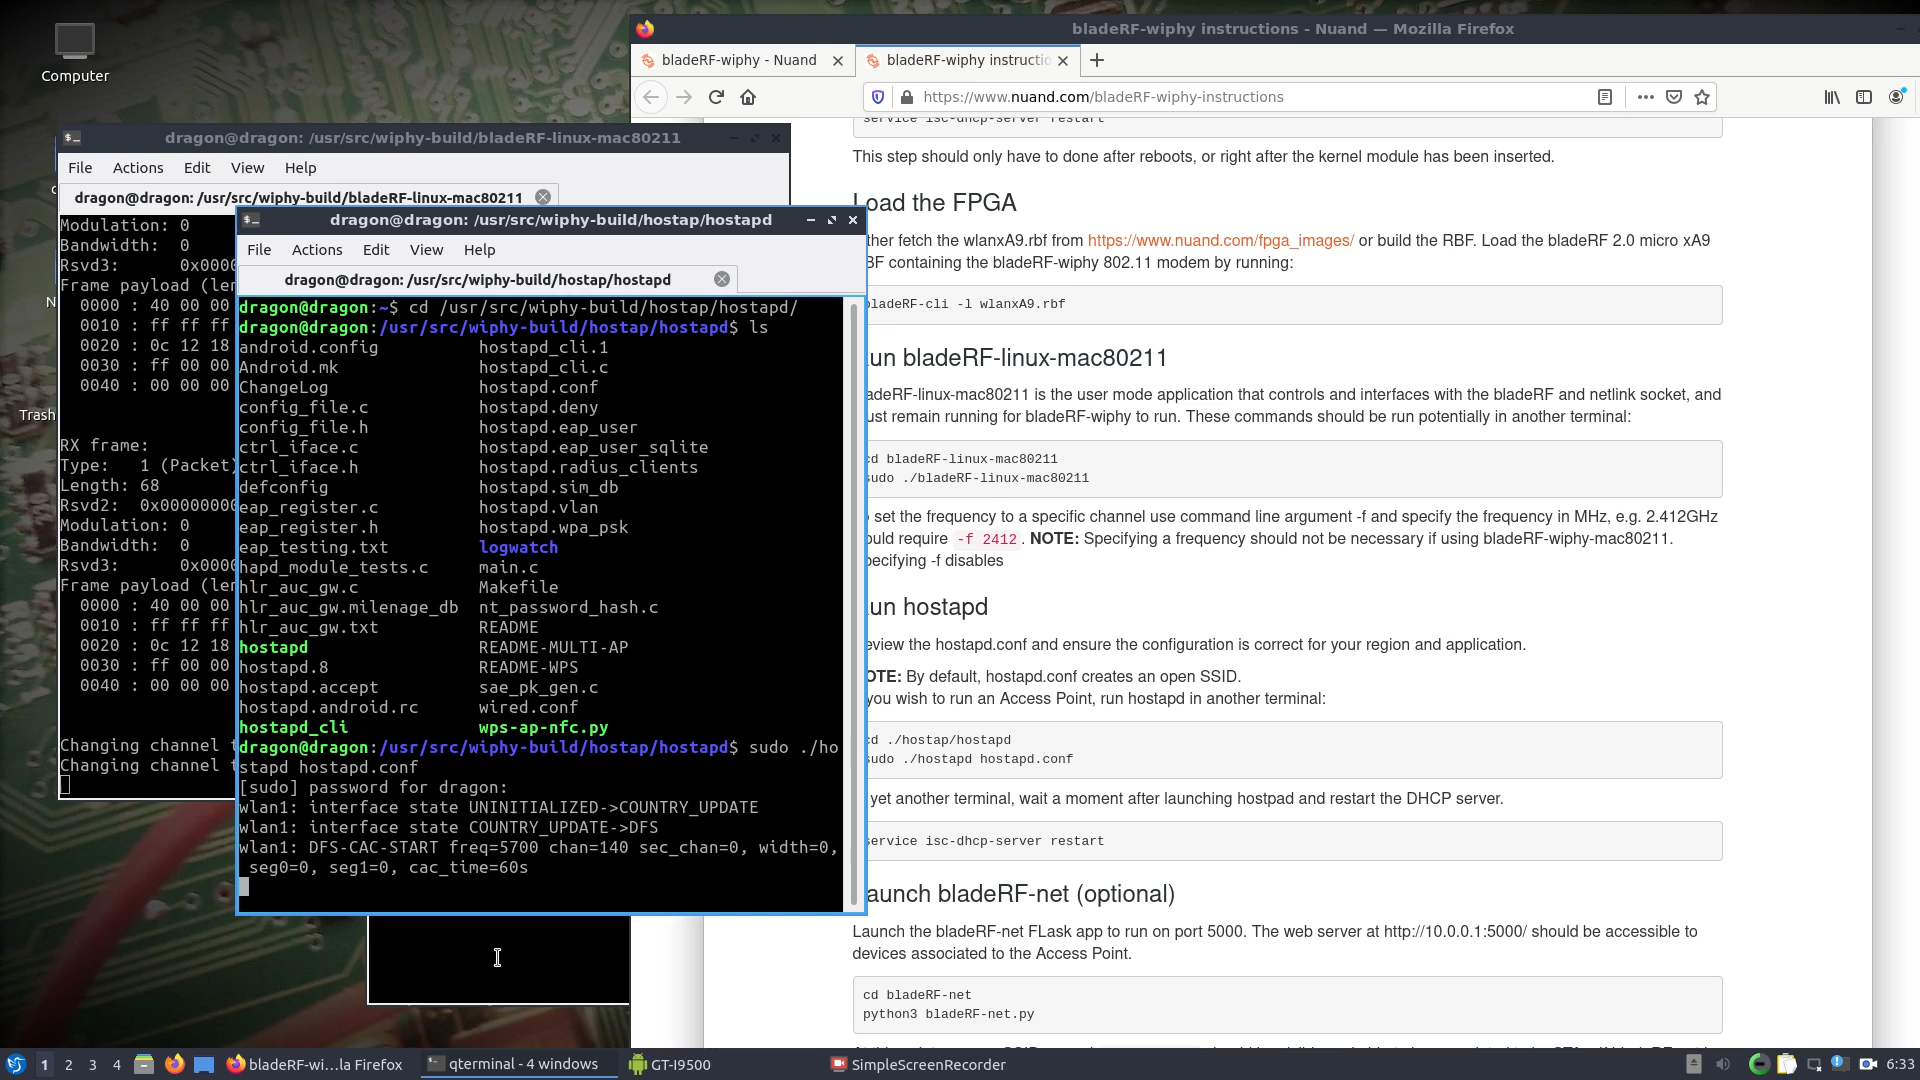 Computer
Trash
bladeRF-wiphy instructions - Nuand — Mozilla Firefox
bladeRF-wiphy - Nuand
bladeRF-wiphy instructio
https://www.nuand.com/bladeRF-wiphy-instructions
service isc-dhcp-server restart
This step should only have to done after reboots, or right after the kernel module has been inserted.
oad the FPGA
ther fetch the wlanxA9.rbf from https://www.nuand.com/fpga_images/ or build the RBF. Load the bladeRF 2.0 micro xA9
BF containing the bladeRF-wiphy 802.11 modem by running:
bladeRF-cli -l wlanxA9.rbf
un bladeRF-linux-mac80211
adeRF-linux-mac80211 is the user mode application that controls and interfaces with the bladeRF and netlink socket, and
ust remain running for bladeRF-wiphy to run. These commands should be run potentially in another terminal:
cd bladeRF-linux-mac80211
sudo ./bladeRF-linux-mac80211
o set the frequency to a specific channel use command line argument -f and specify the frequency in MHz, e.g. 2.412GHz
ould require -f 2412 . NOTE: Specifying a frequency should not be necessary if using bladeRF-wiphy-mac80211.
pecifying -f disables
un hostapd
eview the hostapd.conf and ensure the configuration is correct for your region and application.
OTE: By default, hostapd.conf creates an open SSID.
you wish to run an Access Point, run hostapd in another terminal:
cd ./hostap/hostapd
sudo ./hostapd hostapd.conf
yet another terminal, wait a moment after launching hostpad and restart the DHCP server.
service isc-dhcp-server restart
aunch bladeRF-net (optional)
Launch the bladeRF-net FLask app to run on port 5000. The web server at http://10.0.0.1:5000/ should be accessible to
devices associated to the Access Point.
cd bladeRF-net
python3 bladeRF-net.py
dragon@dragon: /usr/src/wiphy-build/bladeRF-linux-mac80211
File Actions Edit View Help
dragon@dragon: /usr/src/wiphy-build/bladeRF-linux-mac80211
Modulation: 0
Bandwidth: 0
Rsvd3: 0x0000
Frame payload (len
0000 : 40 00 00
0010 : ff ff ff
0020 : 0c 12 18
0030 : ff 00 00
0040 : 00 00 00
RX frame:
Type: 1 (Packet)
Length: 68
Rsvd2: 0x00000000
Modulation: 0
Bandwidth: 0
Rsvd3: 0x0000
Frame payload (len
0000 : 40 00 00
0010 : ff ff ff
0020 : 0c 12 18
0030 : ff 00 00
0040 : 00 00 00
Changing channel t
Changing channel t
dragon@dragon: /usr/src/wiphy-build/hostap/hostapd
File Actions Edit View Help
dragon@dragon: /usr/src/wiphy-build/hostap/hostapd
dragon@dragon:~$ cd /usr/src/wiphy-build/hostap/hostapd/
dragon@dragon:/usr/src/wiphy-build/hostap/hostapd$ ls
android.config hostapd_cli.1
Android.mk hostapd_cli.c
ChangeLog hostapd.conf
config_file.c hostapd.deny
config_file.h hostapd.eap_user
ctrl_iface.c hostapd.eap_user_sqlite
ctrl_iface.h hostapd.radius_clients
defconfig hostapd.sim_db
eap_register.c hostapd.vlan
eap_register.h hostapd.wpa_psk
eap_testing.txt logwatch
hapd_module_tests.c main.c
hlr_auc_gw.c Makefile
hlr_auc_gw.milenage_db nt_password_hash.c
hlr_auc_gw.txt README
hostapd README-MULTI-AP
hostapd.8 README-WPS
hostapd.accept sae_pk_gen.c
hostapd.android.rc wired.conf
hostapd_cli wps-ap-nfc.py
dragon@dragon:/usr/src/wiphy-build/hostap/hostapd$ sudo ./ho
stapd hostapd.conf
[sudo] password for dragon:
wlan1: interface state UNINITIALIZED->COUNTRY_UPDATE
wlan1: interface state COUNTRY_UPDATE->DFS
wlan1: DFS-CAC-START freq=5700 chan=140 sec_chan=0, width=0,
seg0=0, seg1=0, cac_time=60s
1 2 3 4 bladeRF-wi…la Firefox qterminal - 4 windows GT-I9500 SimpleScreenRecorder 6:33